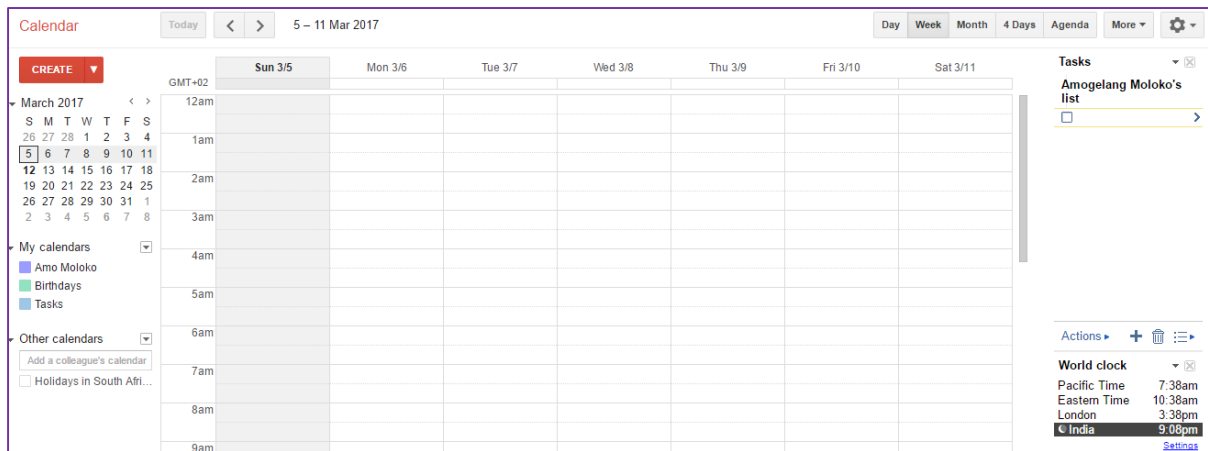 Calendar
Today < > 5 – 11 Mar 2017 Day Week Month 4 Days Agenda More
CREATE
March 2017 < >
S M T W T F S
26 27 28 1 2 3 4
5 6 7 8 9 10 11
12 13 14 15 16 17 18
19 20 21 22 23 24 25
26 27 28 29 30 31 1
2 3 4 5 6 7 8
My calendars
Amo Moloko
Birthdays
Tasks
Other calendars
Add a colleague's calendar
Holidays in South Afri...
Sun 3/5 Mon 3/6 Tue 3/7 Wed 3/8 Thu 3/9 Fri 3/10 Sat 3/11
GMT+02
12am
1am
2am
3am
4am
5am
6am
7am
8am
9am
Tasks
Amogelang Moloko's
list
Actions
World clock
Pacific Time 7:38am
Eastern Time 10:38am
London 3:38pm
India 9:08pm
Settings